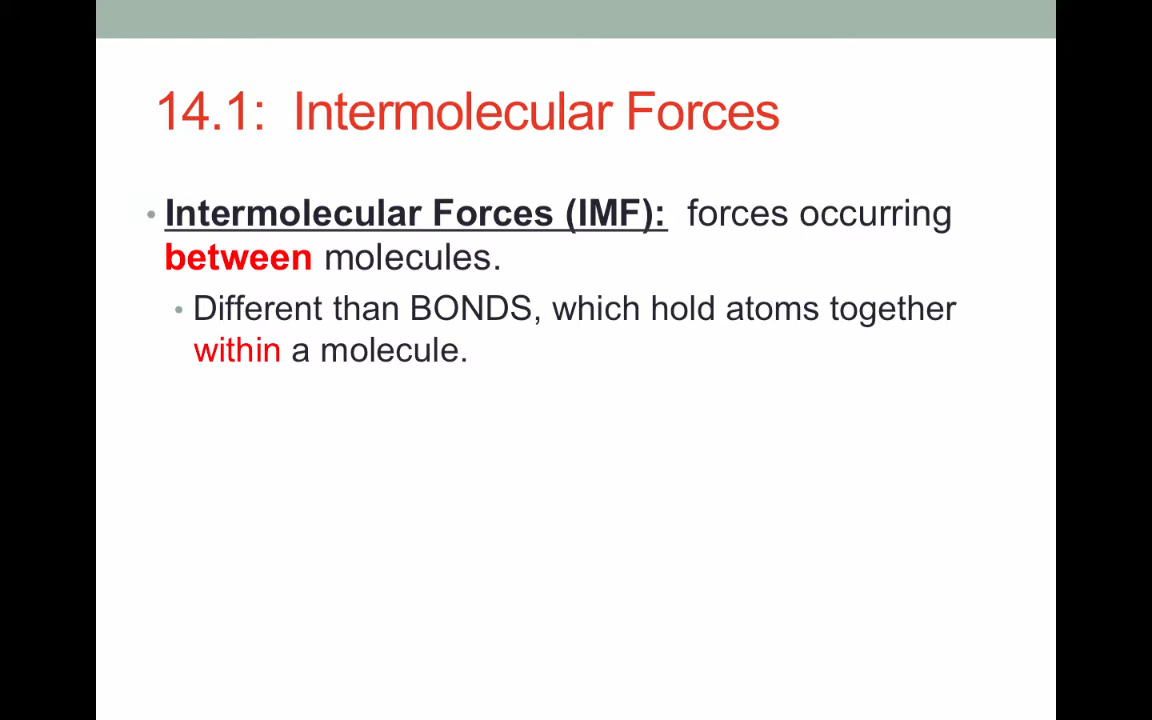 14.1: Intermolecular Forces
• Intermolecular Forces (IMF): forces occurring
between molecules.
• Different than BONDS, which hold atoms together
within a molecule.